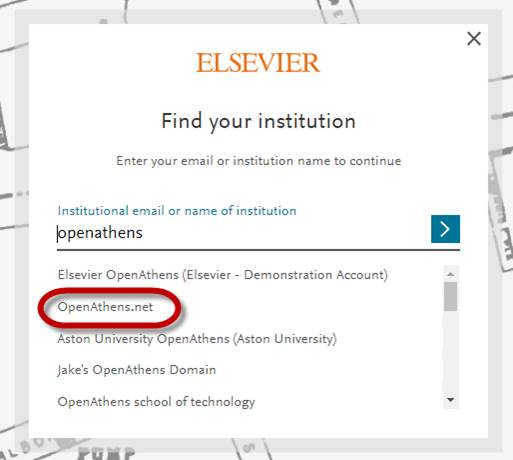 ELSEVIER
Find your institution
Enter your email or institution name to continue
Institutional email or name of institution
openathens
Elsevier OpenAthens (Elsevier - Demonstration Account)
OpenAthens.net
Aston University OpenAthens (Aston University)
Jake's OpenAthens Domain
OpenAthens school of technology
PUMP